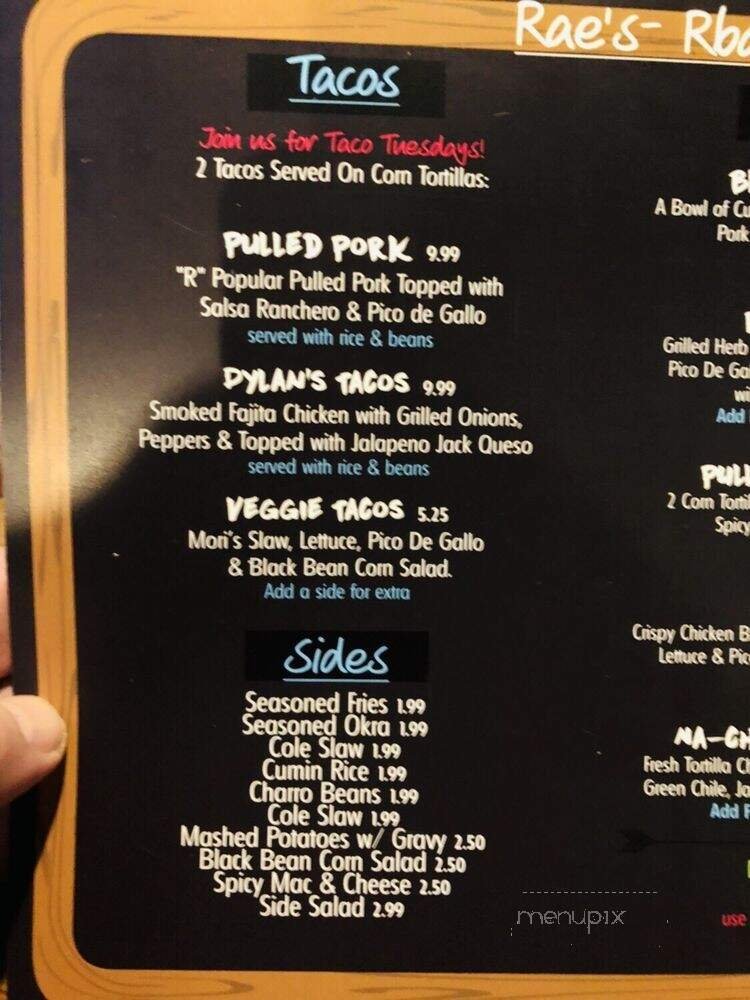 Rae's-
Tacos
Join us for Taco Tuesdays!
2 Tacos Served On Corn Tortillas:
PULLED PORK 9.99
"R" Popular Pulled Pork Topped with
Salsa Ranchero & Pico de Gallo
served with rice & beans
DYLAN'S TACOS 9.99
Smoked Fajita Chicken with Grilled Onions,
Peppers & Topped with Jalapeno Jack Queso
served with rice & beans
VEGGIE TACOS 5.25
Mori's Slaw, Lettuce, Pico De Gallo
& Black Bean Corn Salad.
Add a side for extra
Sides
Seasoned Fries 1.99
Seasoned Okra 1.99
Cole Slaw 1.99
Cumin Rice 1.99
Charro Beans 1.99
Cole Slaw 1.99
Mashed Potatoes w/ Gravy 2.50
Black Bean Corn Salad 2.50
Spicy Mac & Cheese 2.50
Side Salad 2.99
A Bowl of
Pork
Grilled Herb
Pico De
Add
2 Corn
Spicy
Crispy Chicken
Lettuce &
Fresh Tortilla
Green Chile,
Add
use
menupix